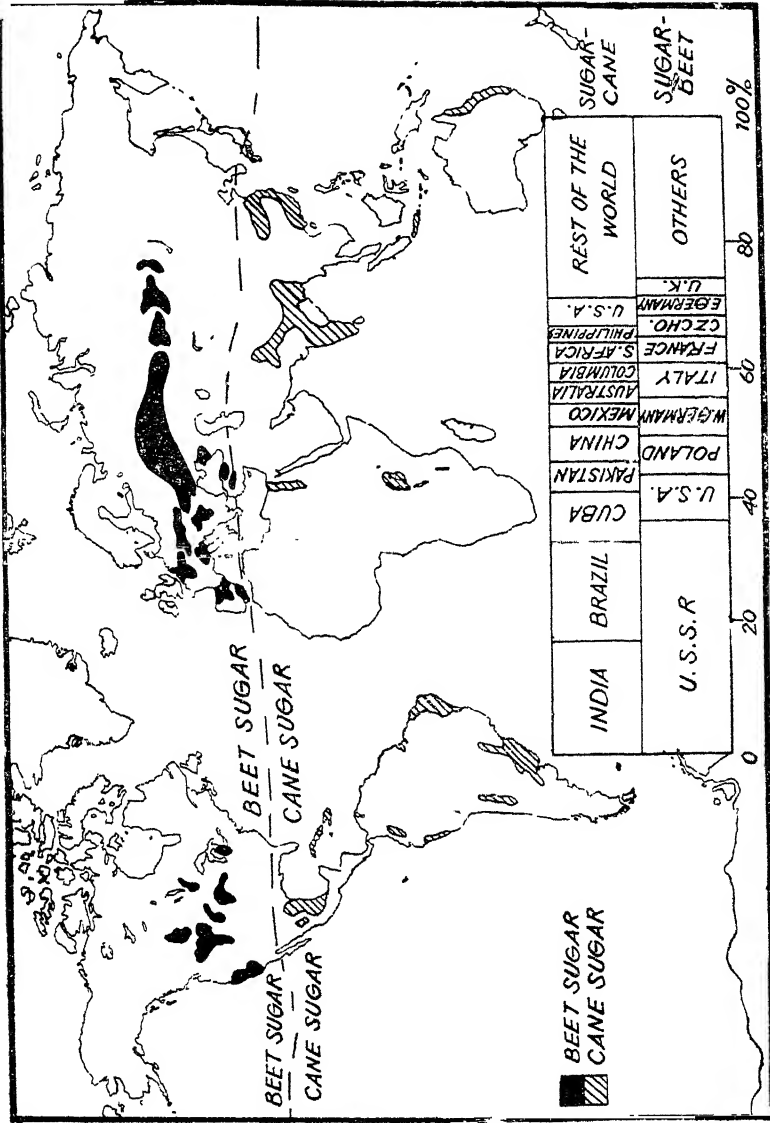 BEET SUGAR
CANE SUGAR
BEET SUGAR
CANE SUGAR
BEET SUGAR
CANE SUGAR
INDIA
BRAZIL
CUBA
PAKISTAN
CHINA
MEXICO
AUSTRALIA
COLUMBIA
S.AFRICA
PHILIPPINES
U.S.A.
REST OF THE
WORLD
SUGAR-
CANE
U.S.S.R
U.S.A.
POLAND
W.GERMANY
ITALY
FRANCE
CZCHO.
E.GERMANY
U.K.
OTHERS
SUGAR-
BEET
0
20
40
60
80
100%